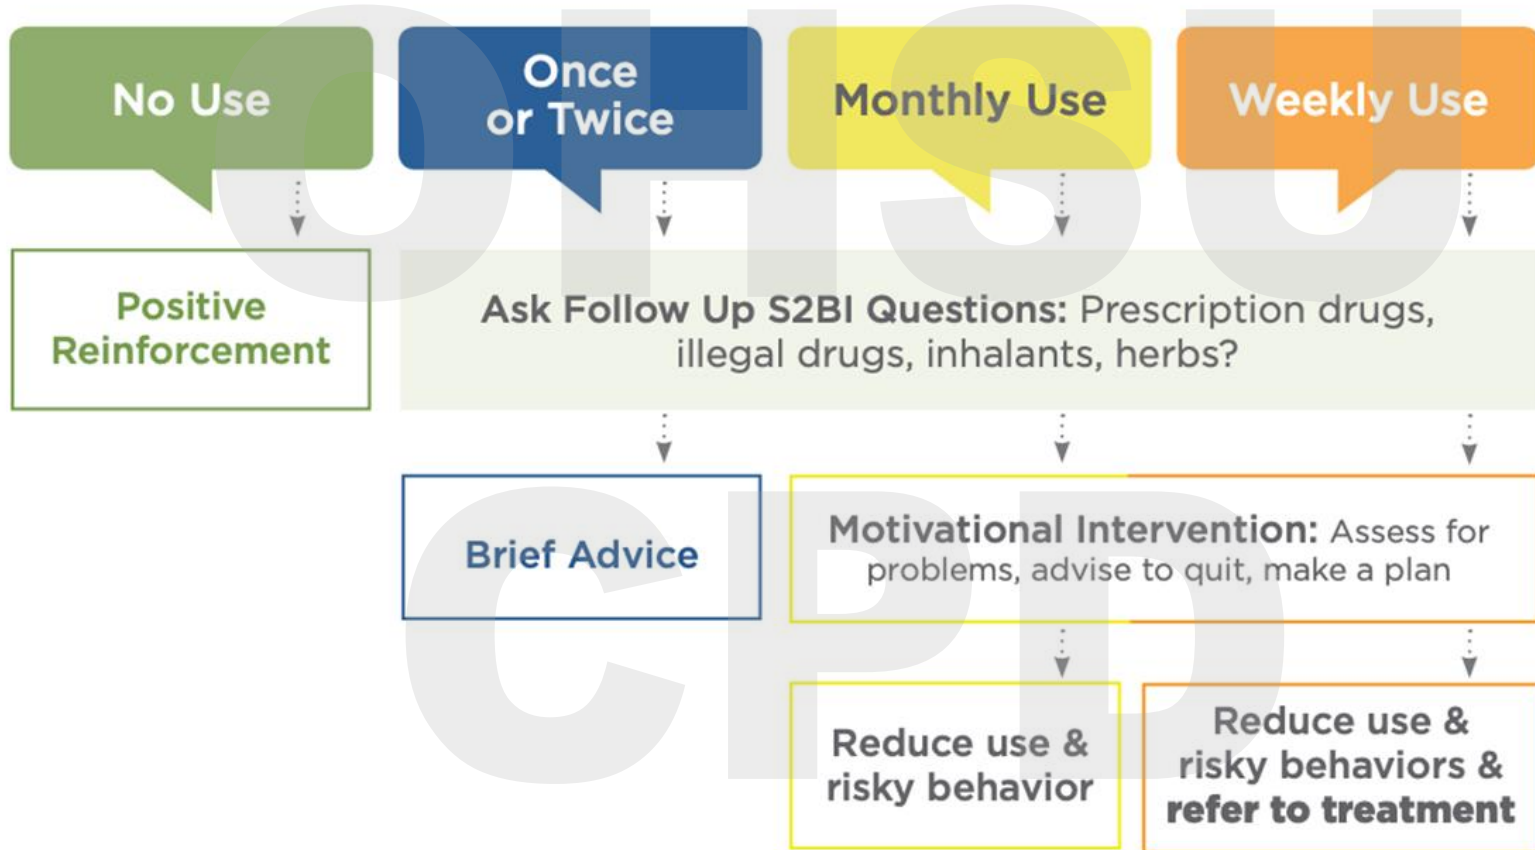 OHSU
CPD
No Use
Once
or Twice
Monthly Use
Weekly Use
Positive
Reinforcement
Ask Follow Up S2BI Questions: Prescription drugs,
illegal drugs, inhalants, herbs?
Brief Advice
Motivational Intervention: Assess for
problems, advise to quit, make a plan
Reduce use &
risky behavior
Reduce use &
risky behaviors &
refer to treatment